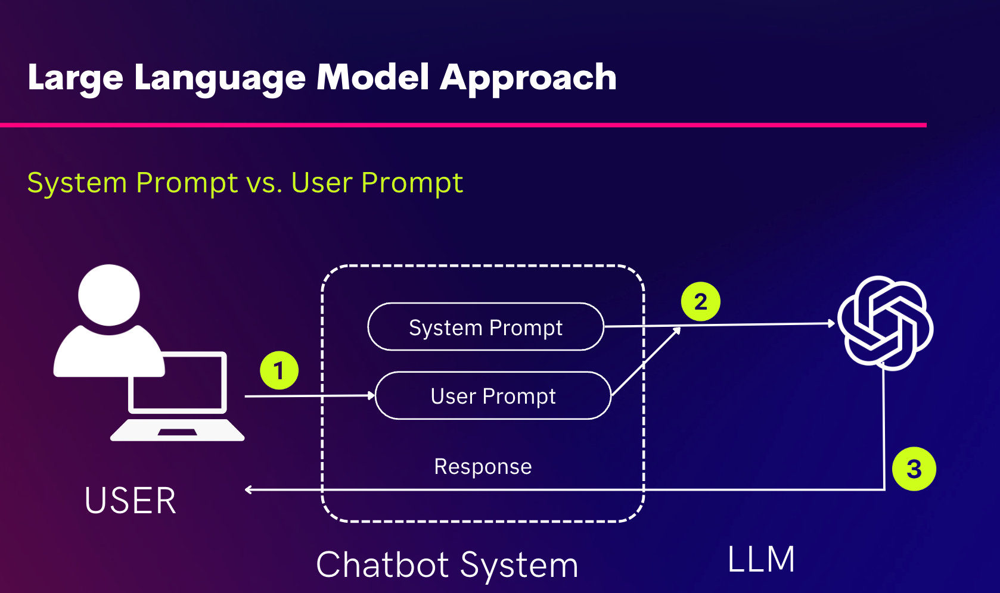 Large Language Model Approach
System Prompt vs. User Prompt
2
System Prompt
1
User Prompt
Response
3
USER
Chatbot System
LLM